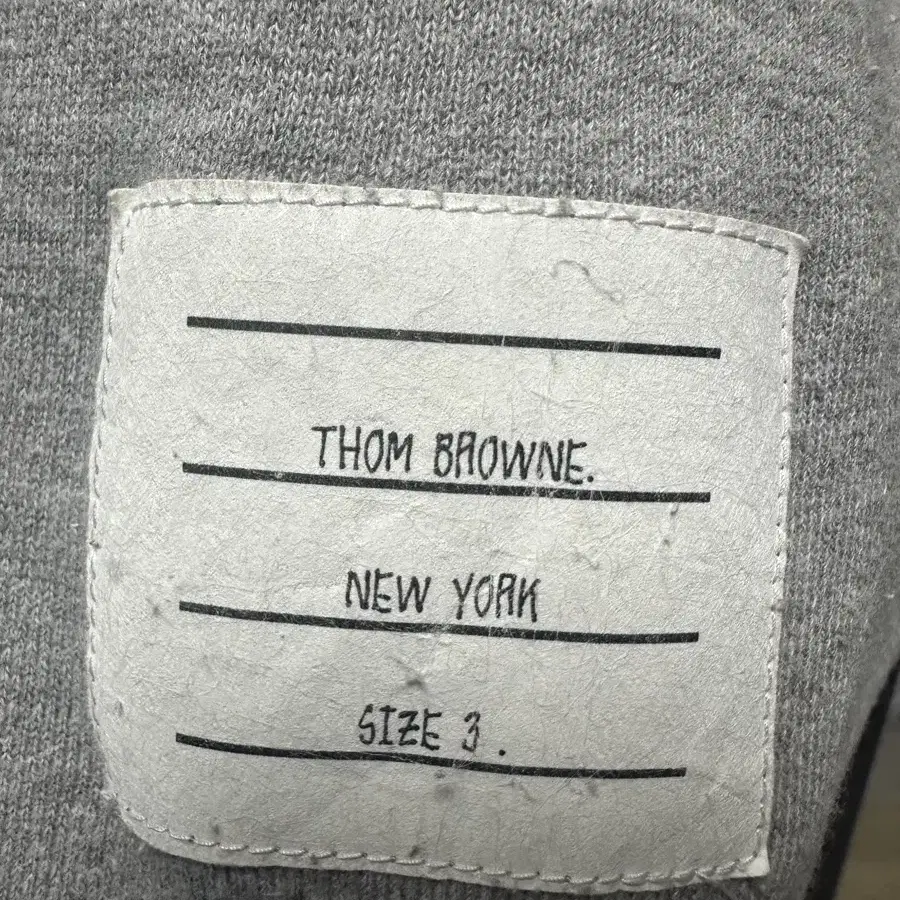 THOM BROWNE.
NEW YORK
SIZE 3.